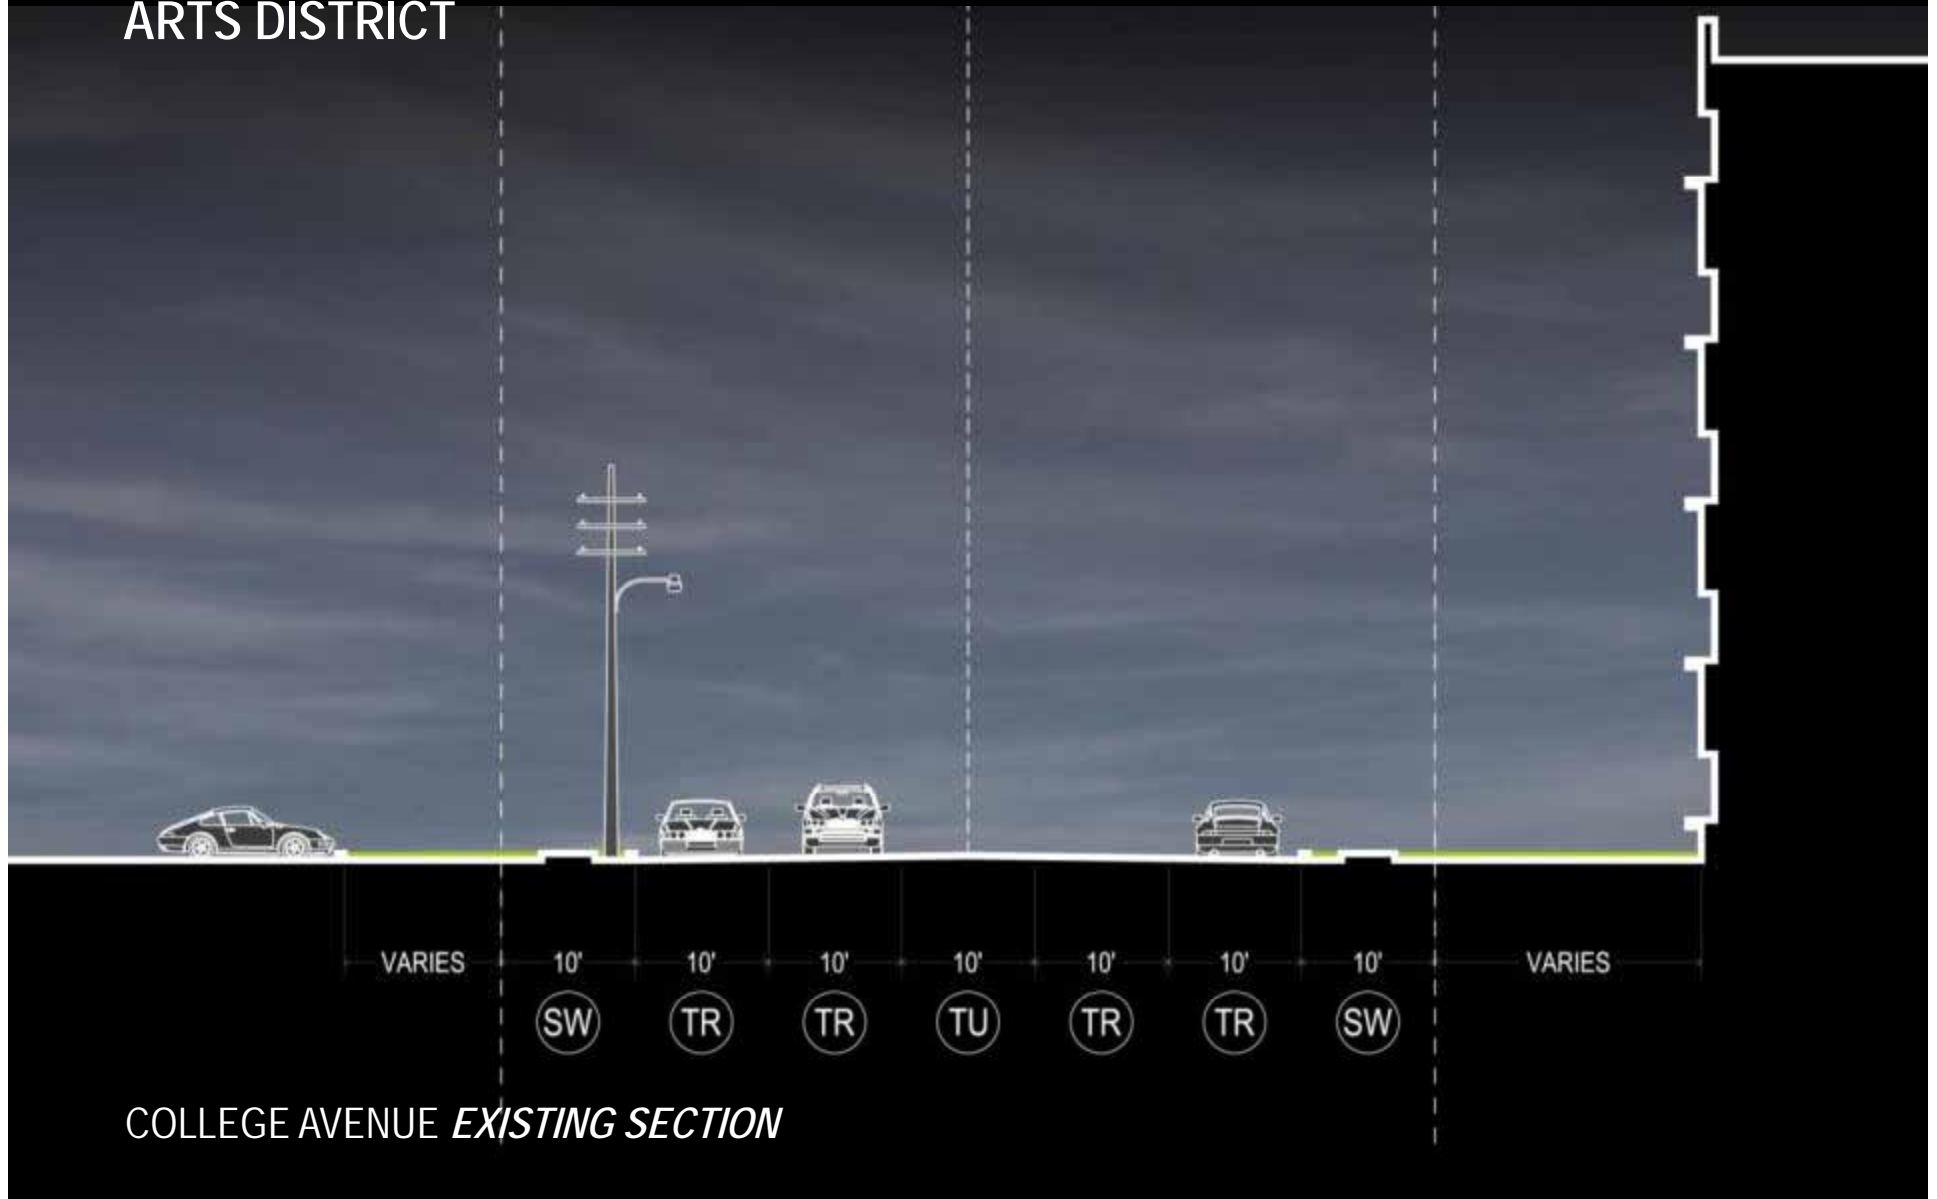 ARTS DISTRICT
VARIES 10' 10' 10' 10' 10' 10' 10' VARIES
SW TR TR TU TR TR SW
COLLEGE AVENUE EXISTING SECTION